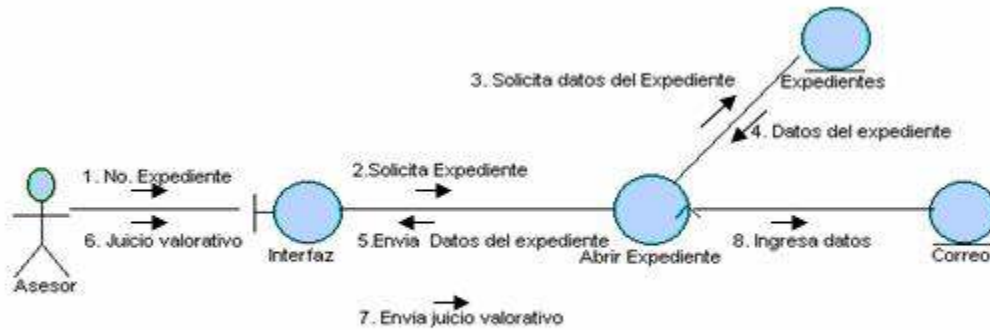 3. Solicita datos del Expediente
Expedientes
4. Datos del expediente
1. No. Expediente
2.Solicita Expediente
6. Juicio valorativo
Interfaz
5.Envia Datos del expediente
Abrir Expediente
8. Ingresa datos
Correo
Asesor
7. Envia juicio valorativo